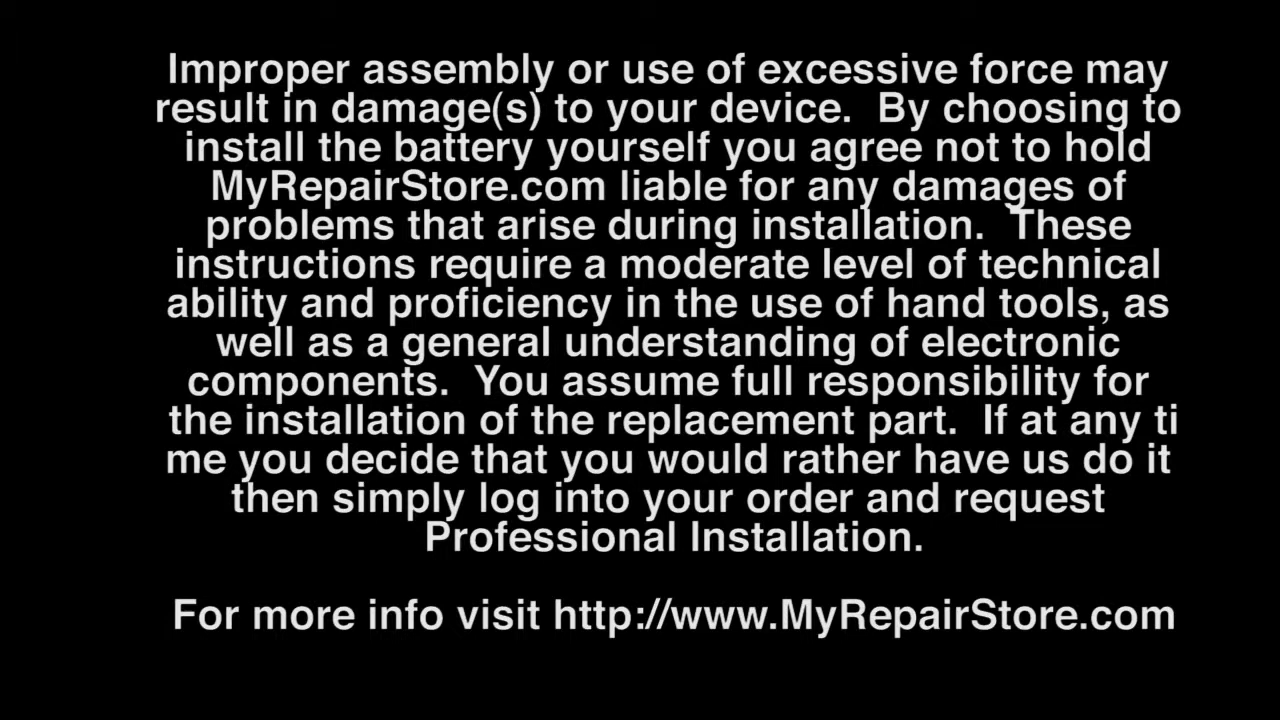 Improper assembly or use of excessive force may
result in damage(s) to your device.  By choosing to
install the battery yourself you agree not to hold
MyRepairStore.com liable for any damages of
problems that arise during installation.  These
instructions require a moderate level of technical
ability and proficiency in the use of hand tools, as
well as a general understanding of electronic
components.  You assume full responsibility for
the installation of the replacement part.  If at any ti
me you decide that you would rather have us do it
then simply log into your order and request
Professional Installation.

For more info visit http://www.MyRepairStore.com